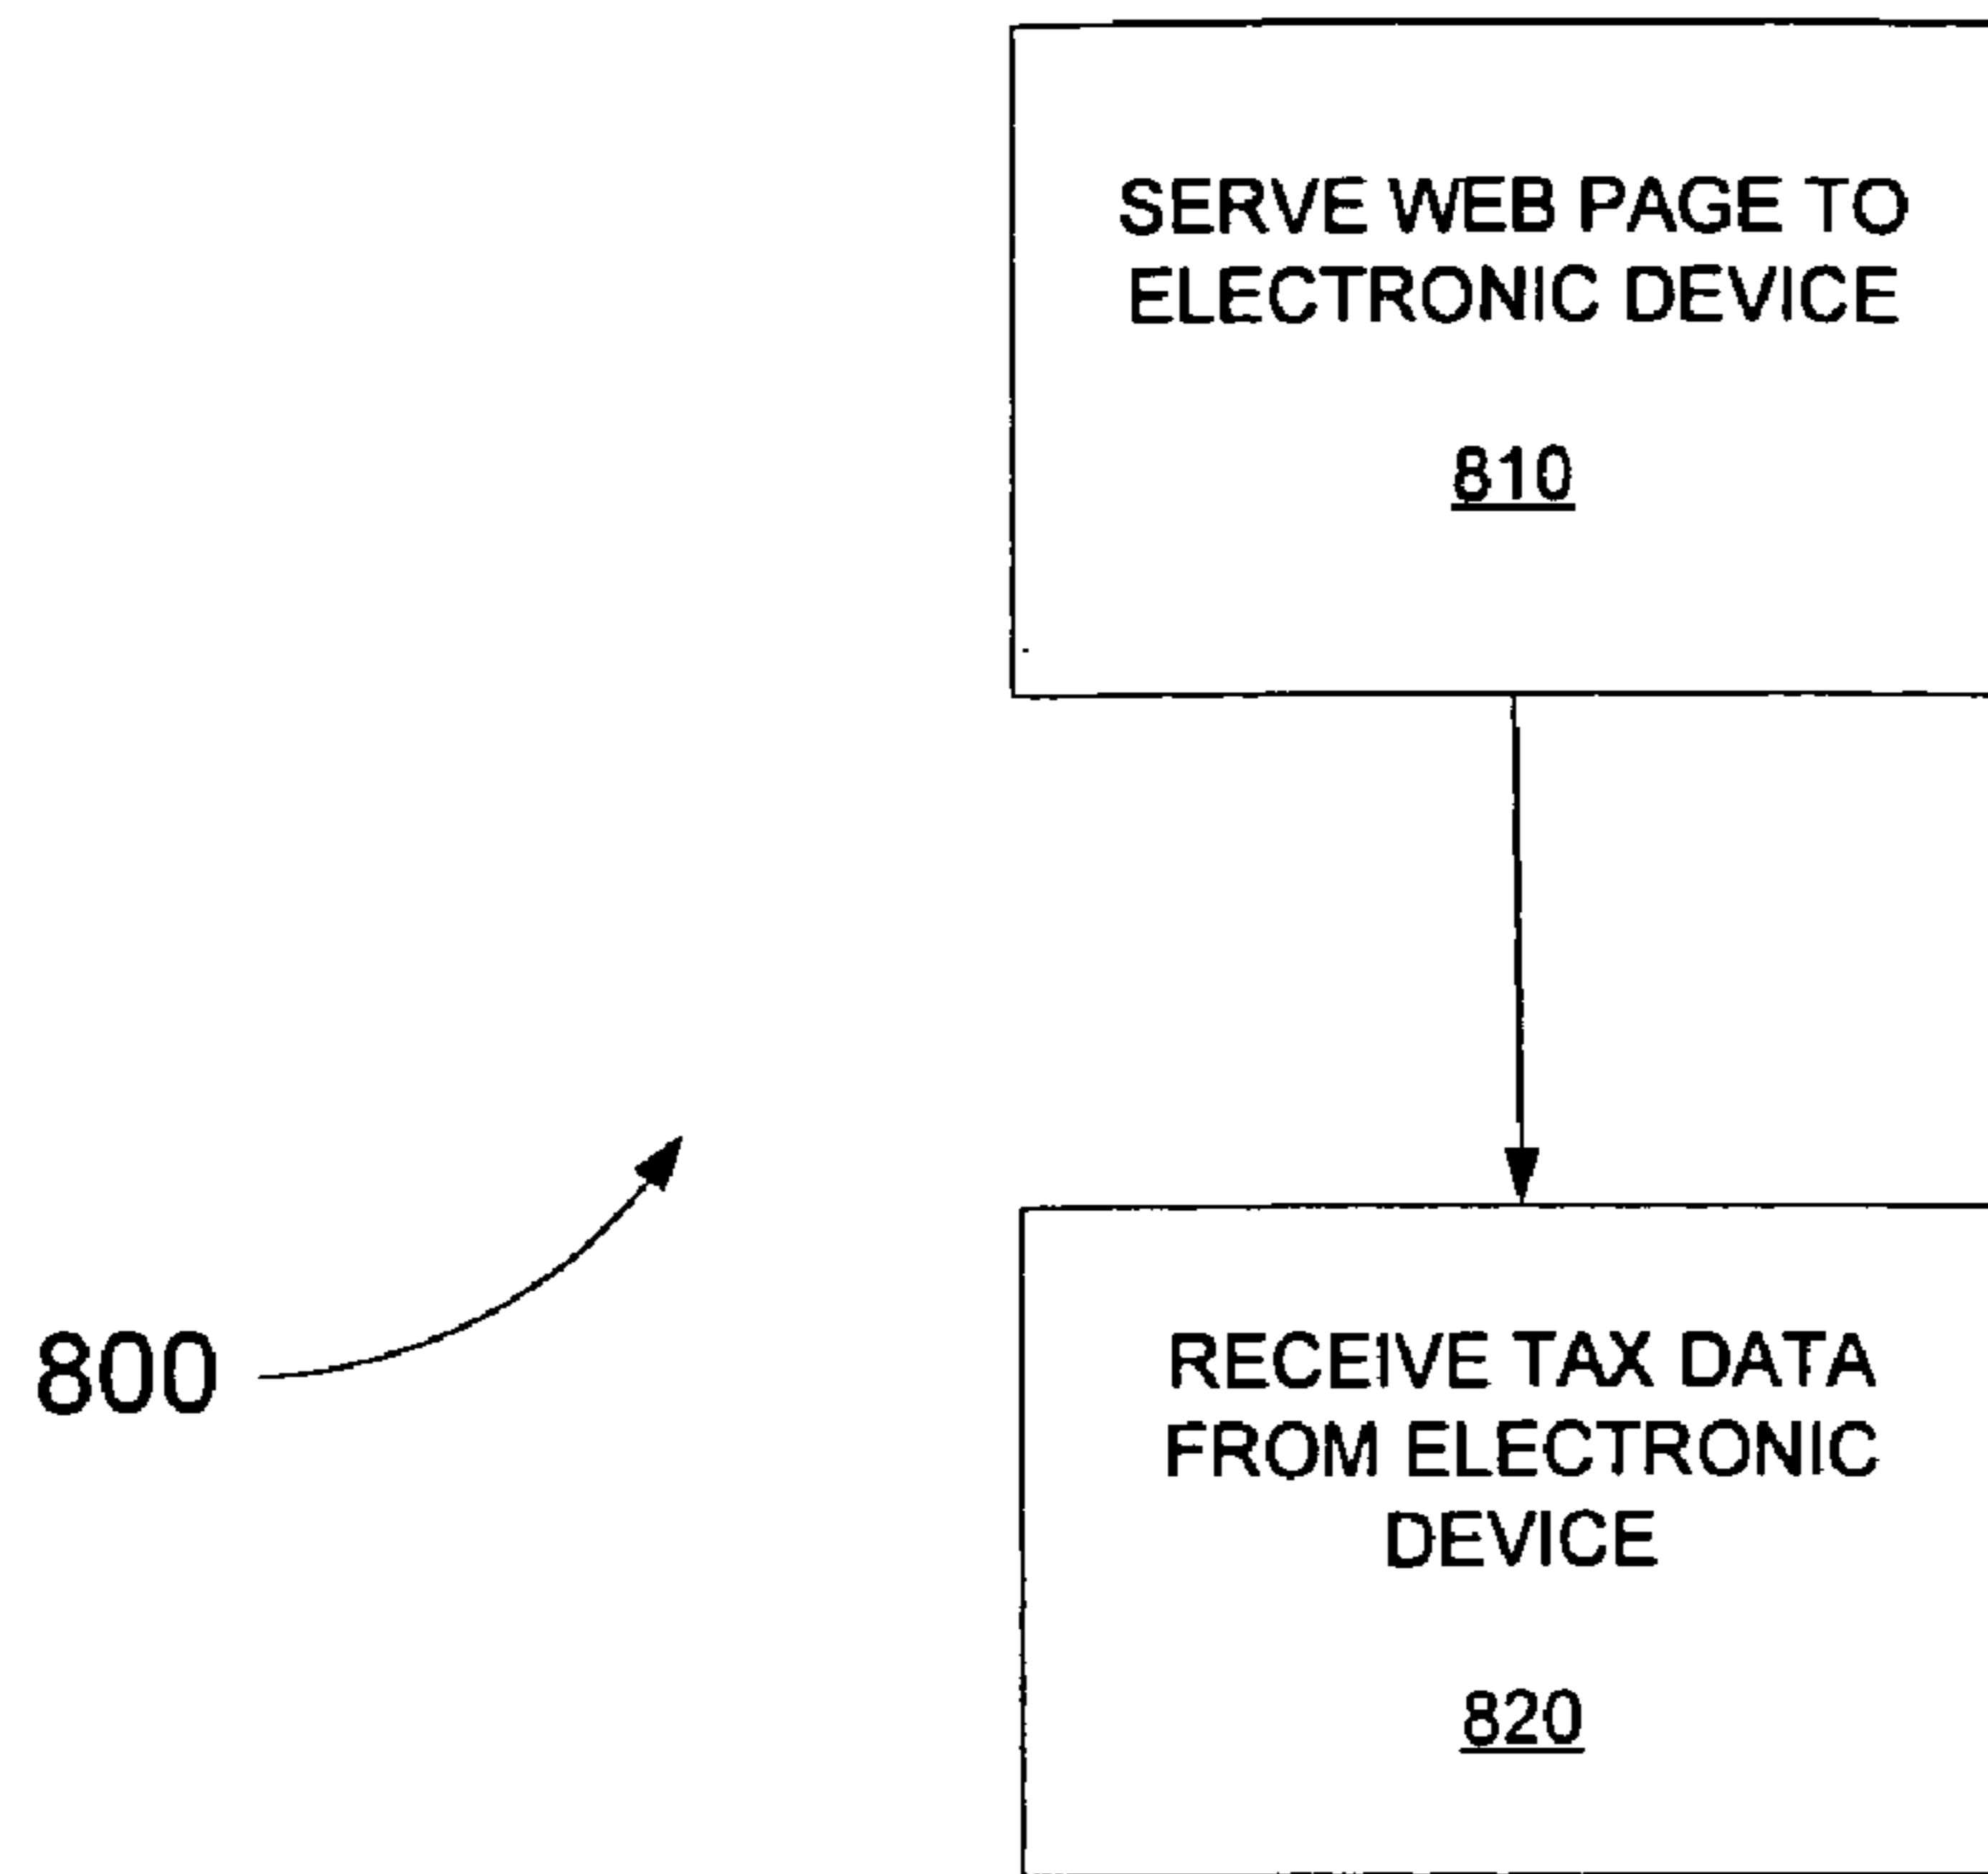 SERVE WEB PAGE TO
ELECTRONIC DEVICE
810
800
RECEIVE TAX DATA
FROM ELECTRONIC
DEVICE
820